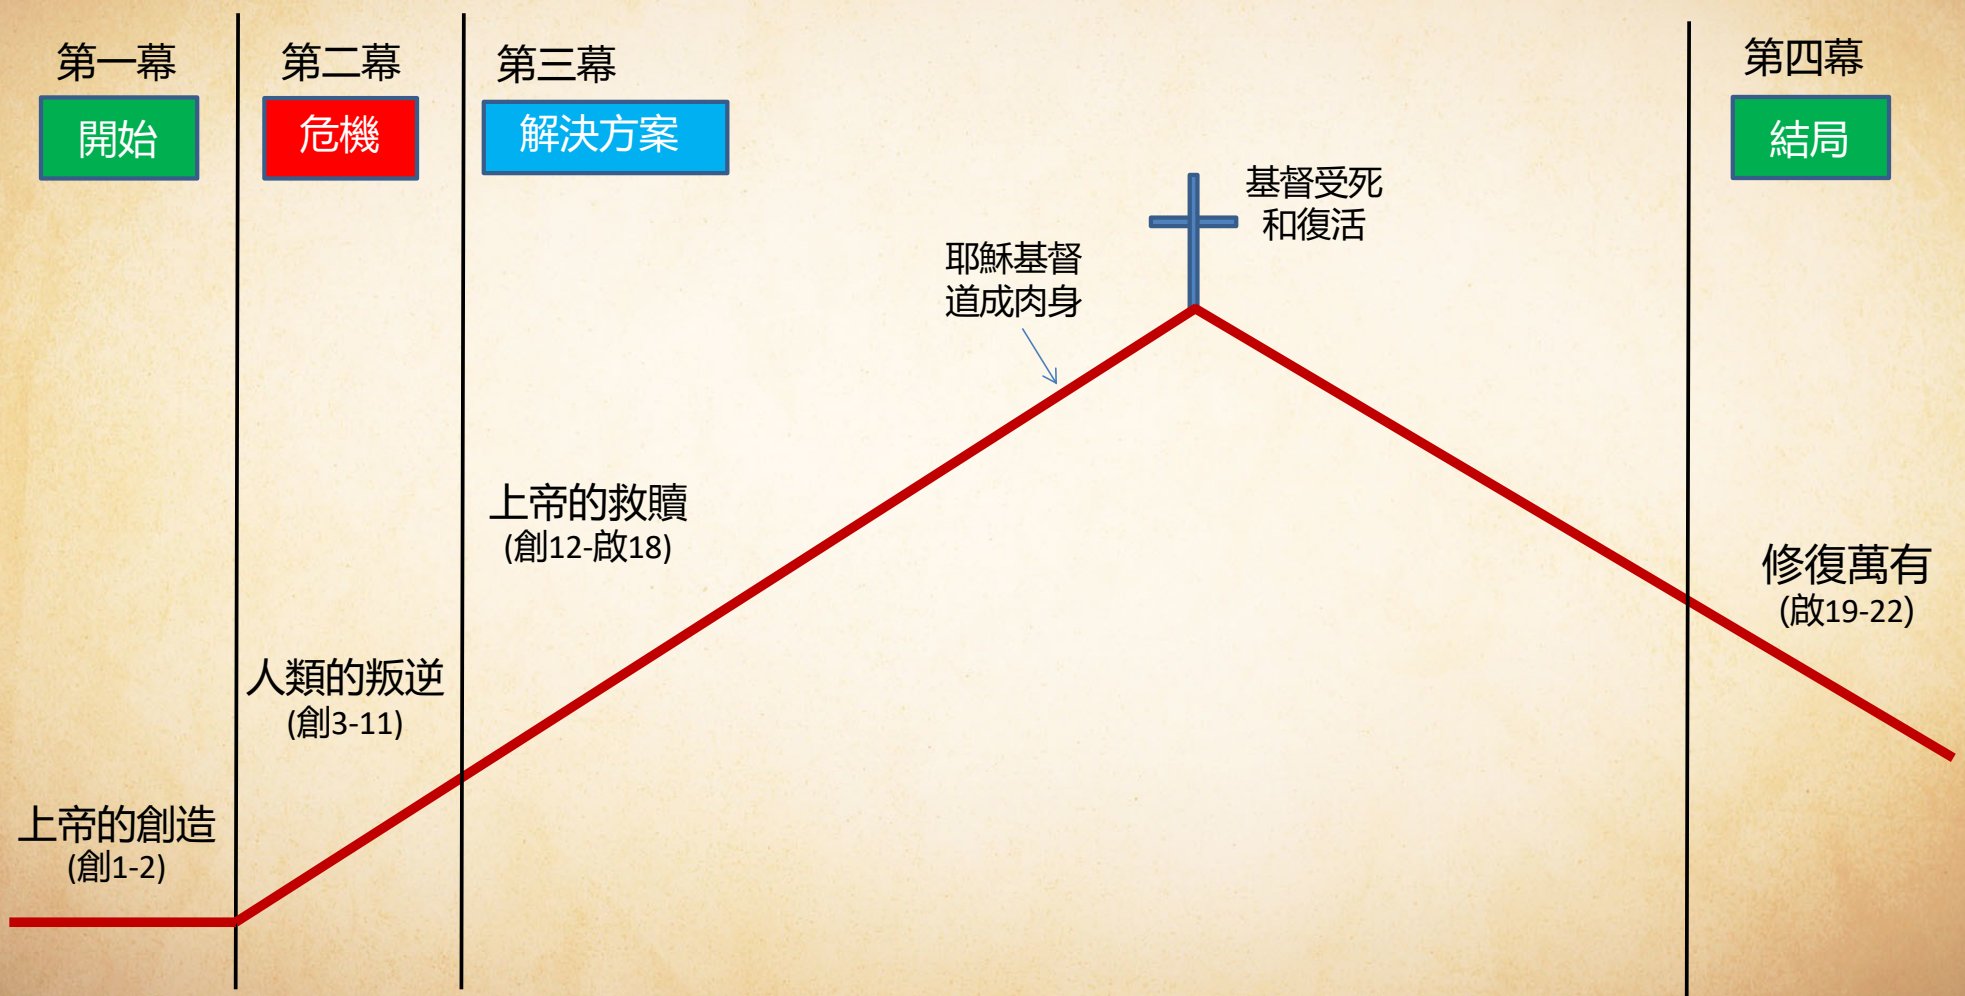 第一幕
開始
第二幕
危機
第三幕
解決方案
第四幕
結局
基督受死
和復活
耶穌基督
道成肉身
上帝的救贖
(創12-啟18)
修復萬有
(啟19-22)
人類的叛逆
(創3-11)
上帝的創造
(創1-2)